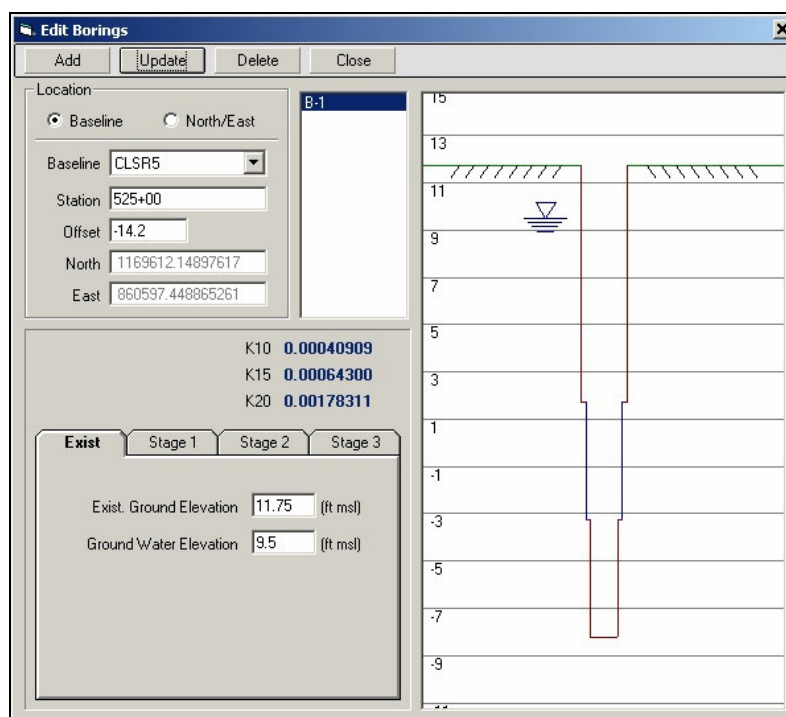 Edit Borings
Add Update Delete Close
Location
Baseline North/East
Baseline CLSR5
Station 525+00
Offset -14.2
North 1169612.14897617
East 860597.448865261
B-1
K10 0.00040909
K15 0.00064300
K20 0.00178311
Exist Stage 1 Stage 2 Stage 3
Exist. Ground Elevation 11.75 (ft msl)
Ground Water Elevation 9.5 (ft msl)
15
13
11
9
7
5
3
1
-1
-3
-5
-7
-9